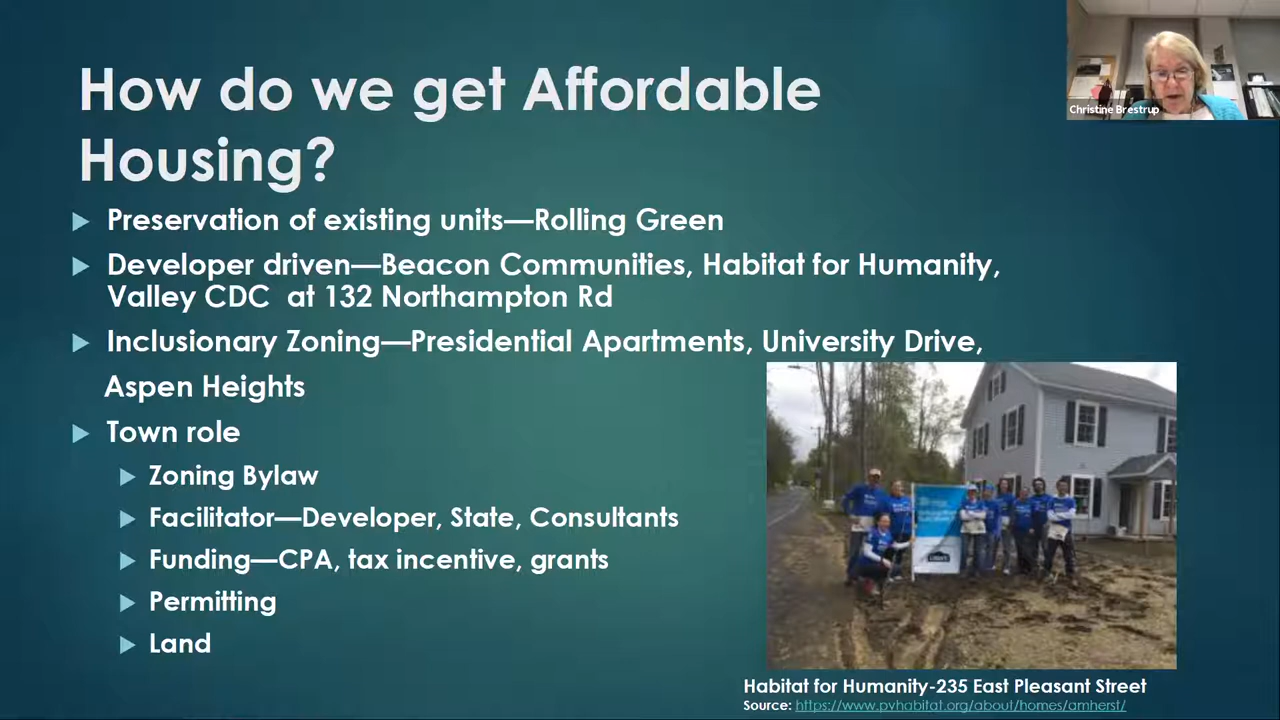 How do we get Affordable
Housing?
Christine Brestrup
Preservation of existing units—Rolling Green
Developer driven—Beacon Communities, Habitat for Humanity,
Valley CDC at 132 Northampton Rd
Inclusionary Zoning—Presidential Apartments, University Drive,
Aspen Heights
Town role
Zoning Bylaw
Facilitator—Developer, State, Consultants
Funding—CPA, tax incentive, grants
Permitting
Land
Habitat for Humanity-235 East Pleasant Street
Source: https://www.pvhabitat.org/about/homes/amherst/